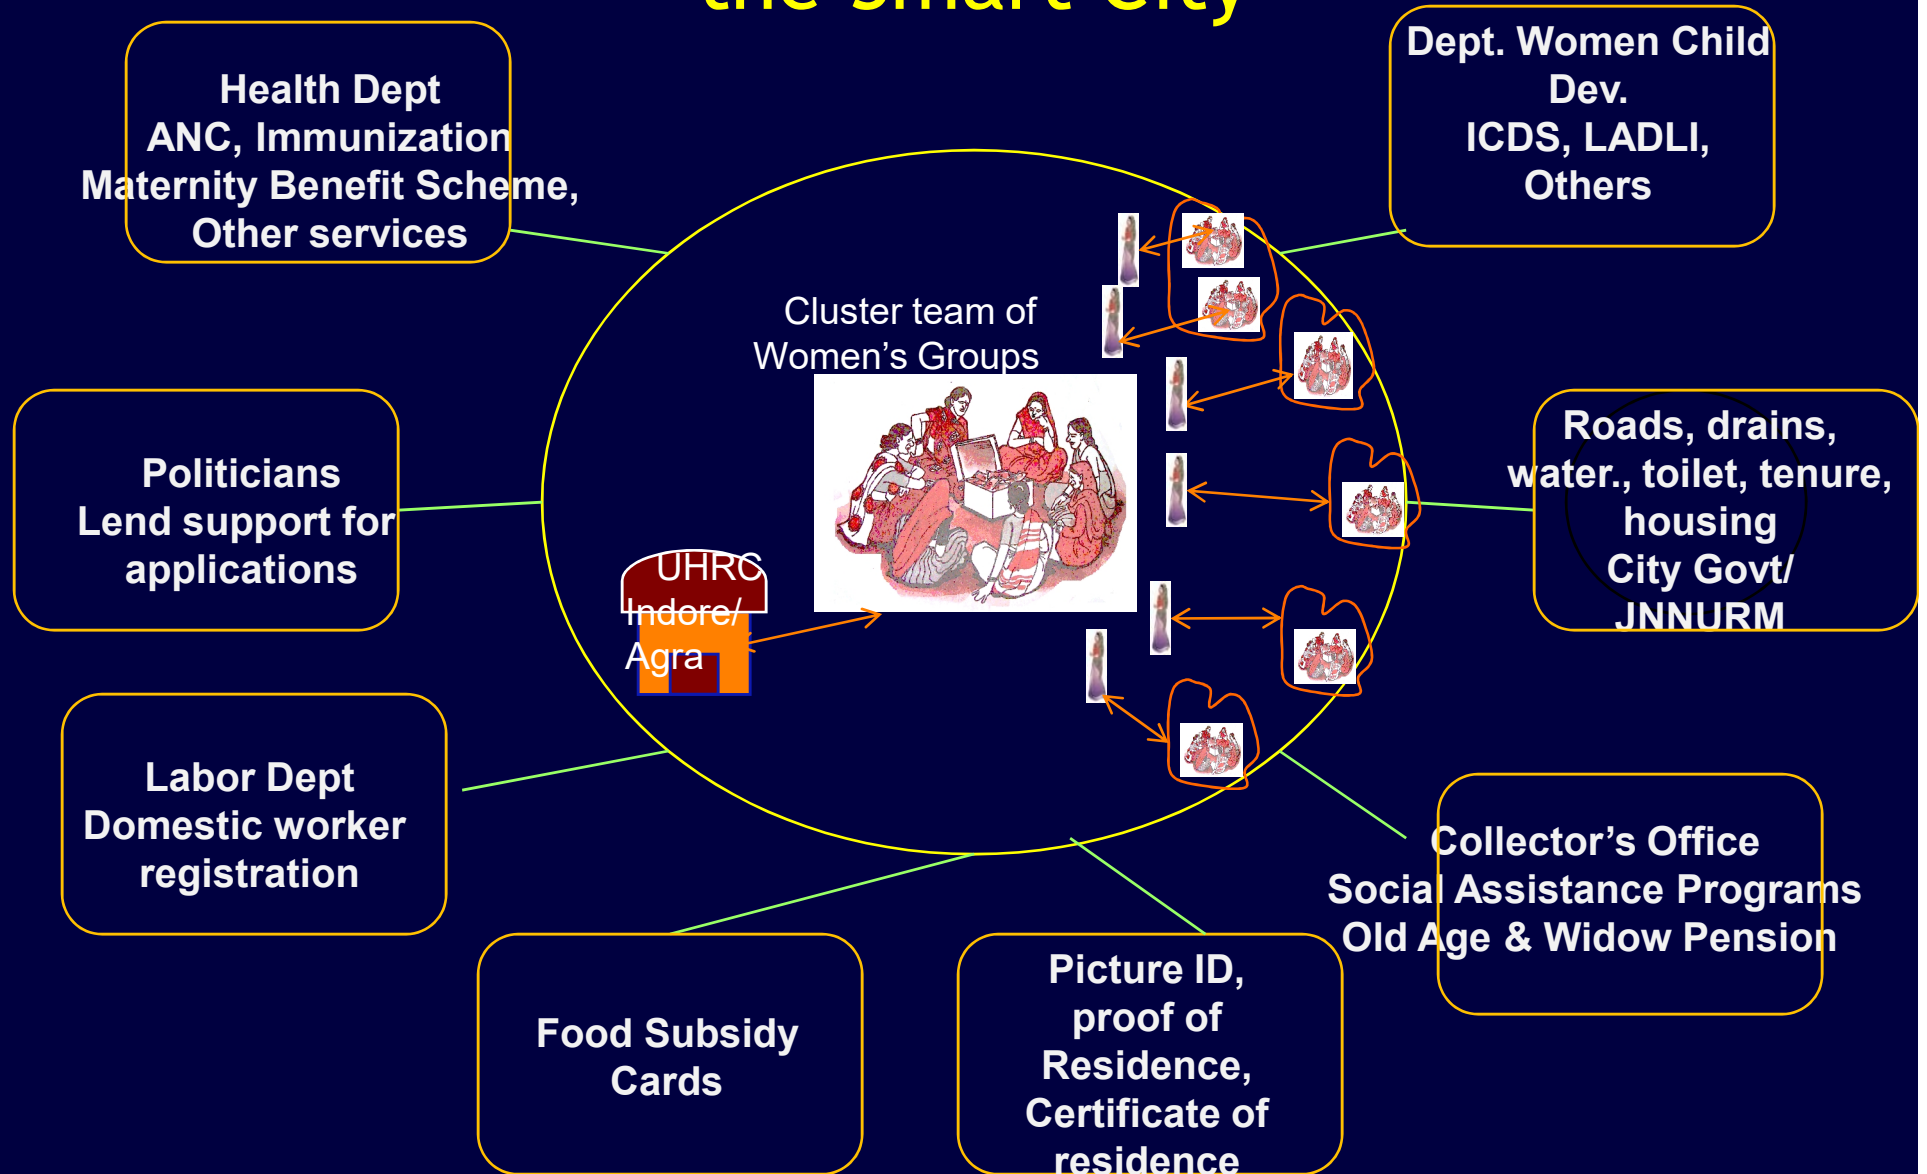 the Smart City
Health Dept
ANC, Immunization
Maternity Benefit Scheme,
Other services
Dept. Women Child
Dev.
ICDS, LADLI,
Others
Cluster team of
Women's Groups
Politicians
Lend support for
applications
Roads, drains,
water., toilet, tenure,
housing
City Govt/
JNNURM
UHRC
Indore/
Agra
Labor Dept
Domestic worker
registration
Collector's Office
Social Assistance Programs
Old Age & Widow Pension
Food Subsidy
Cards
Picture ID,
proof of
Residence,
Certificate of
residence